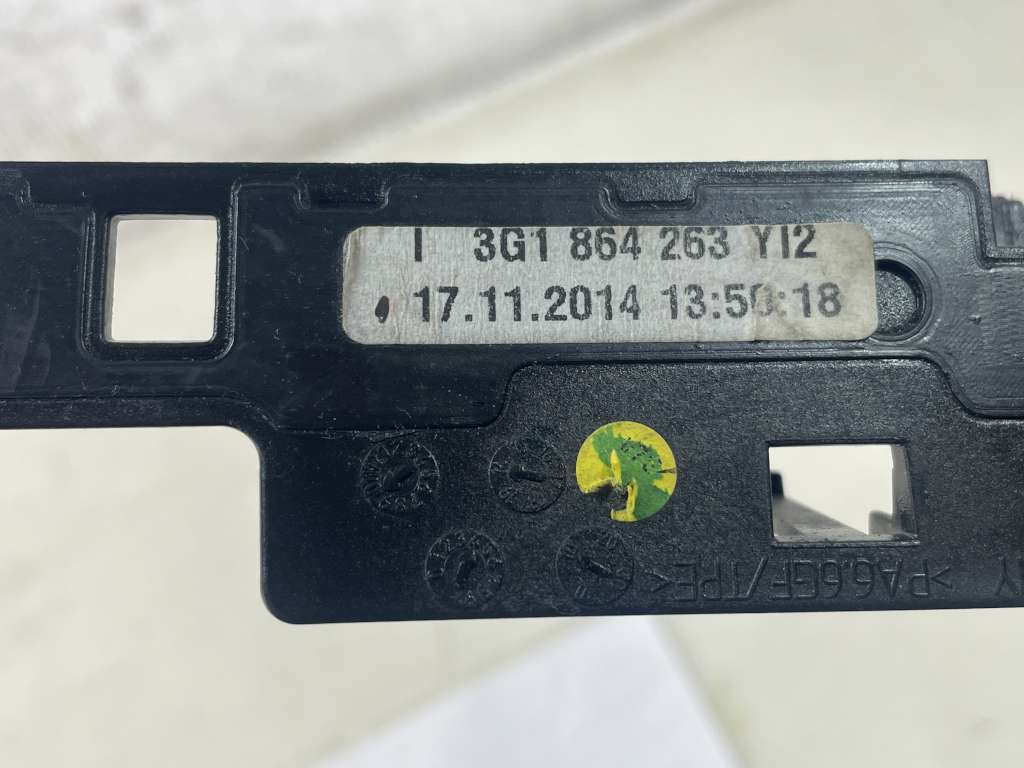 I 3G1 864 263 YI2
17.11.2014 13:50:18
>PA6.6GF/TPE<